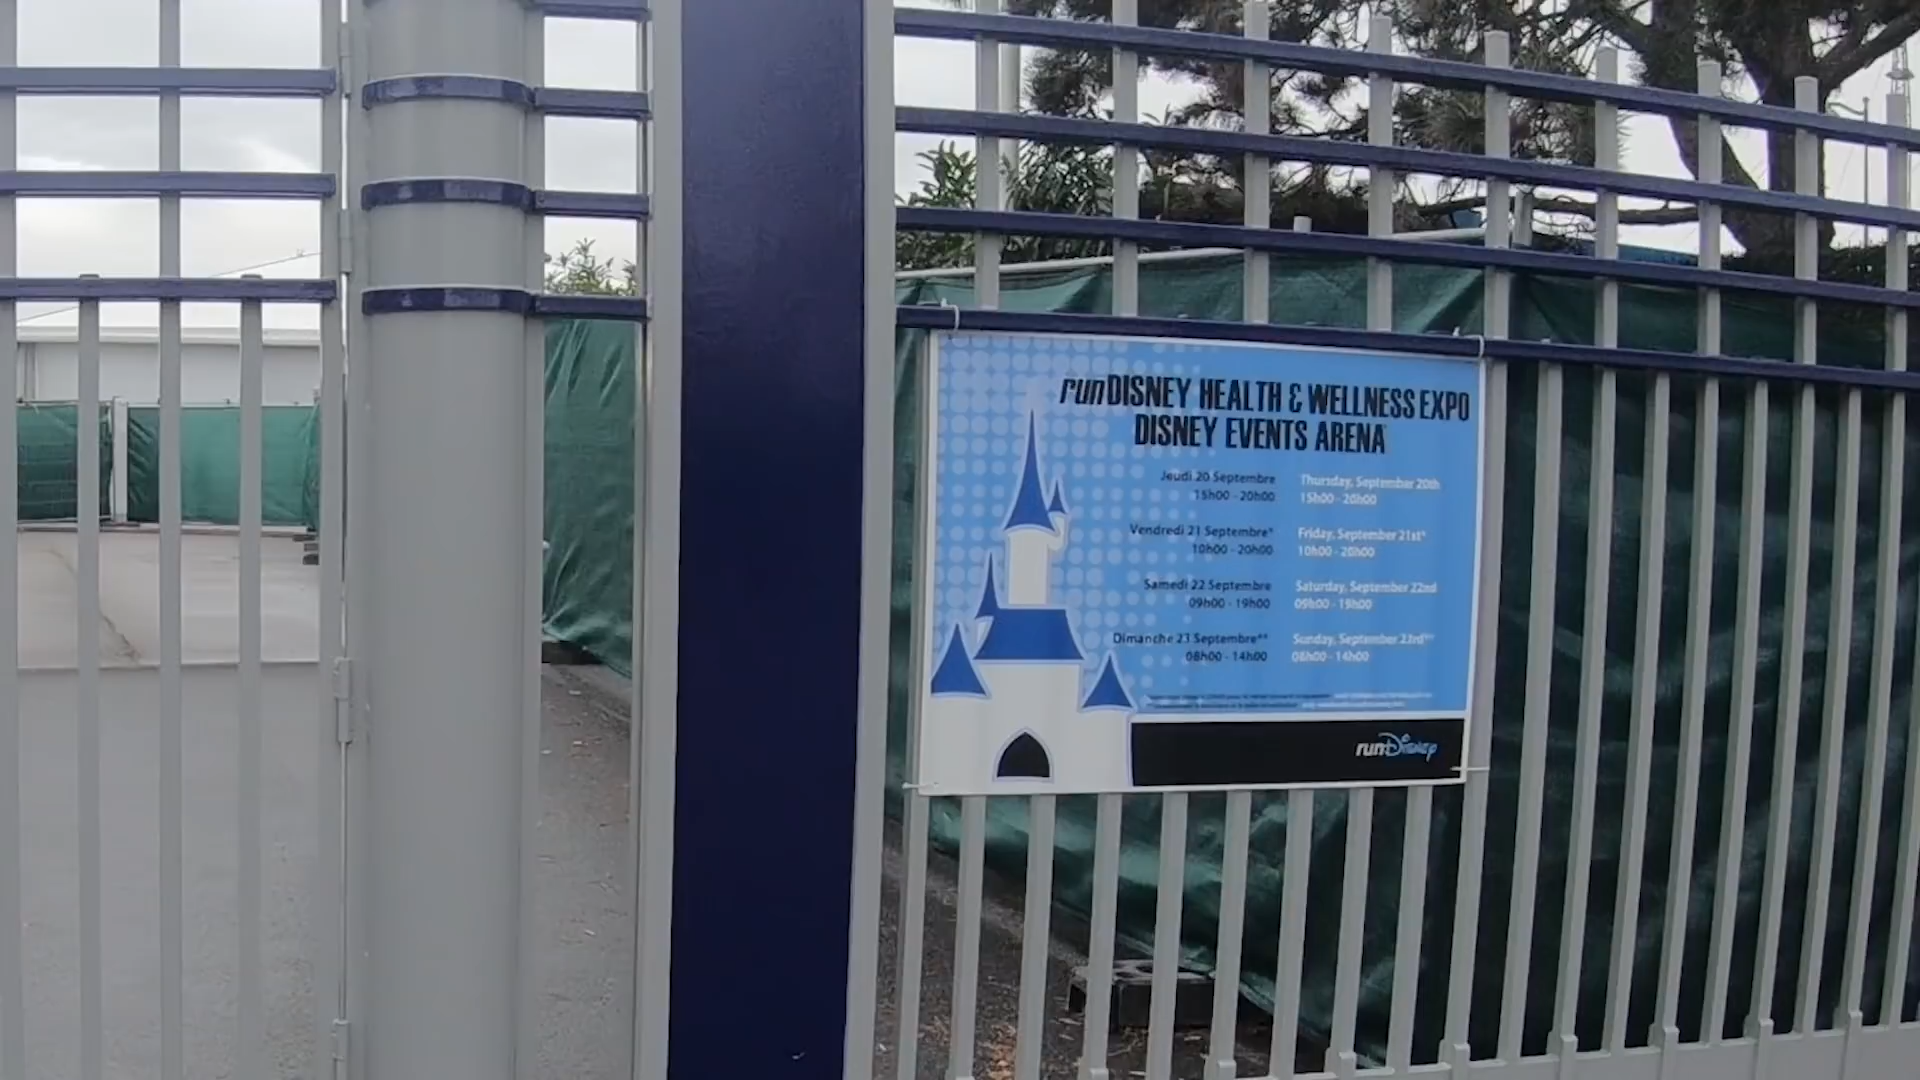 runDISNEY HEALTH & WELLNESS EXPO
DISNEY EVENTS ARENA
Jeudi 20 Septembre
15h00 - 20h00
Thursday, September 20th
15h00 - 20h00
Vendredi 21 Septembre*
10h00 - 20h00
Friday, September 21st*
10h00 - 20h00
Samedi 22 Septembre
09h00 - 19h00
Saturday, September 22nd
09h00 - 19h00
Dimanche 23 Septembre**
08h00 - 14h00
Sunday, September 23rd**
08h00 - 14h00
runDisney